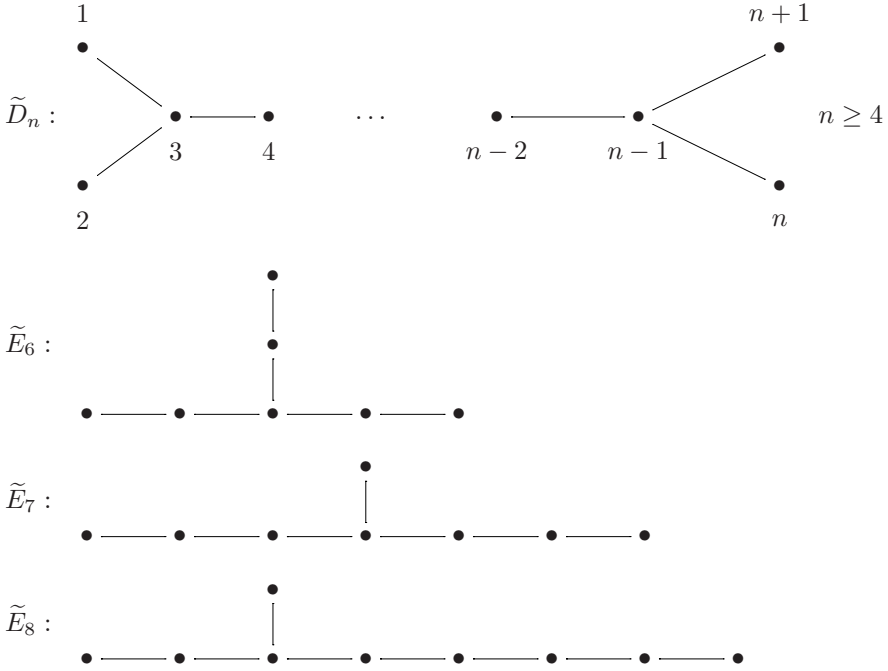 1 n + 1
D̃ₙ : ⋯ n ≥ 4
3 4 n − 2 n − 1
2 n
Ẽ₆ :
Ẽ₇ :
Ẽ₈ :